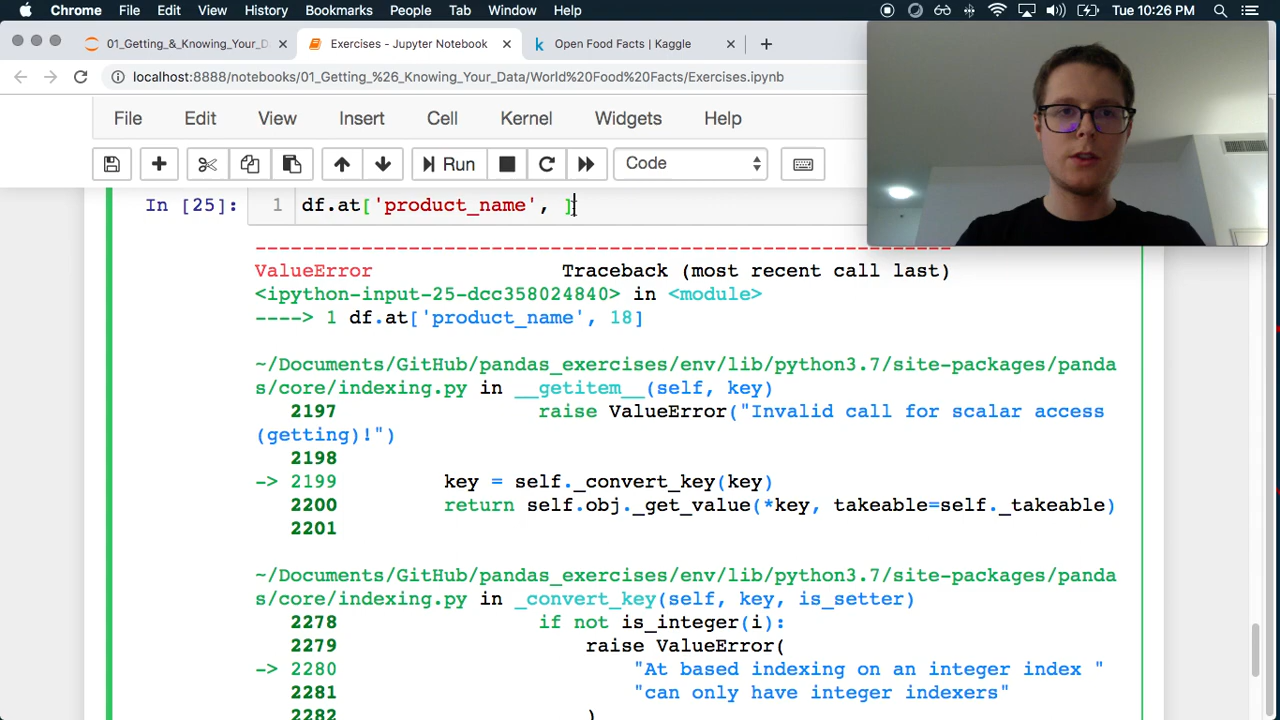 Chrome File Edit View History Bookmarks People Tab Window Help Tue 10:26 PM
01_Getting_&_Knowing_Your_D Exercises - Jupyter Notebook Open Food Facts | Kaggle
localhost:8888/notebooks/01_Getting_%26_Knowing_Your_Data/World%20Food%20Facts/Exercises.ipynb
File Edit View Insert Cell Kernel Widgets Help
Run Code
In [25]: 1 df.at['product_name', ]
---------------------------------------------------------------------------
ValueError Traceback (most recent call last)
<ipython-input-25-dcc358024840> in <module>
----> 1 df.at['product_name', 18]
~/Documents/GitHub/pandas_exercises/env/lib/python3.7/site-packages/panda
s/core/indexing.py in __getitem__(self, key)
2197 raise ValueError("Invalid call for scalar access
(getting)!")
2198
-> 2199 key = self._convert_key(key)
2200 return self.obj._get_value(*key, takeable=self._takeable)
2201
~/Documents/GitHub/pandas_exercises/env/lib/python3.7/site-packages/panda
s/core/indexing.py in _convert_key(self, key, is_setter)
2278 if not is_integer(i):
2279 raise ValueError(
-> 2280 "At based indexing on an integer index "
2281 "can only have integer indexers"
2282 )